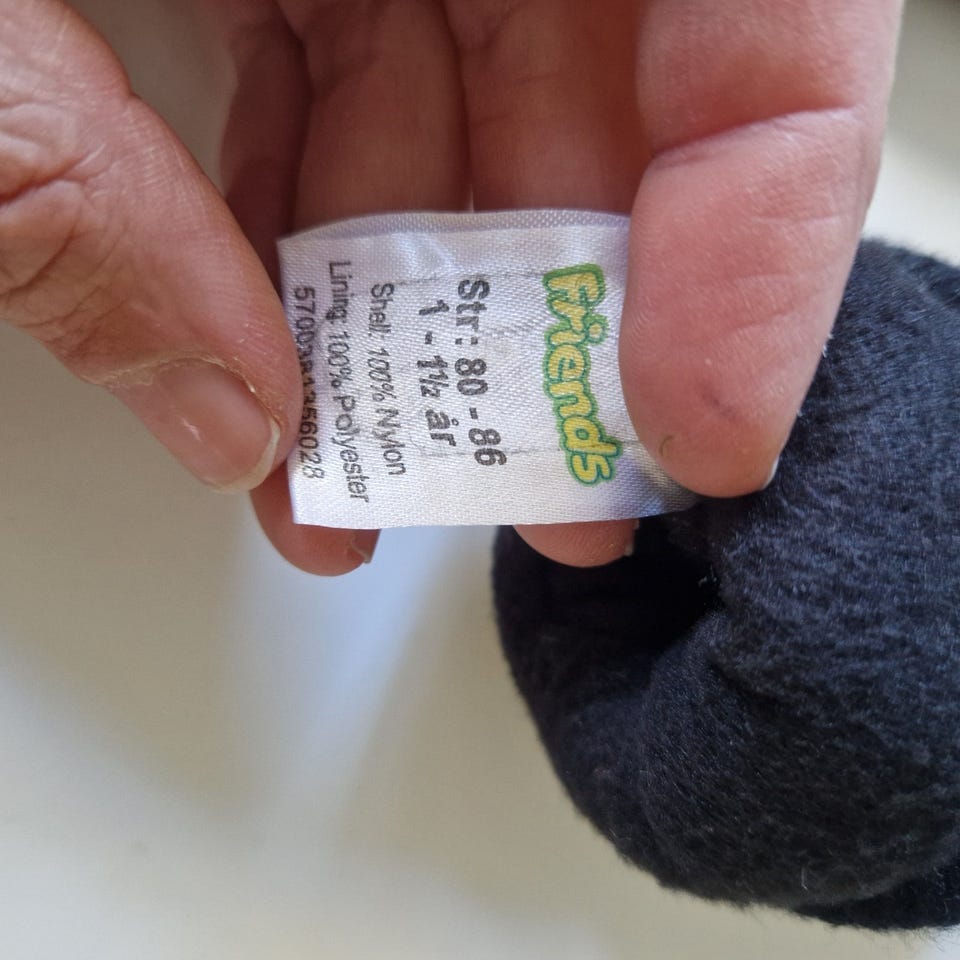 Friends
Str: 80 - 86
1 - 1½ år
Shell: 100% Nylon
Lining 100% Polyester